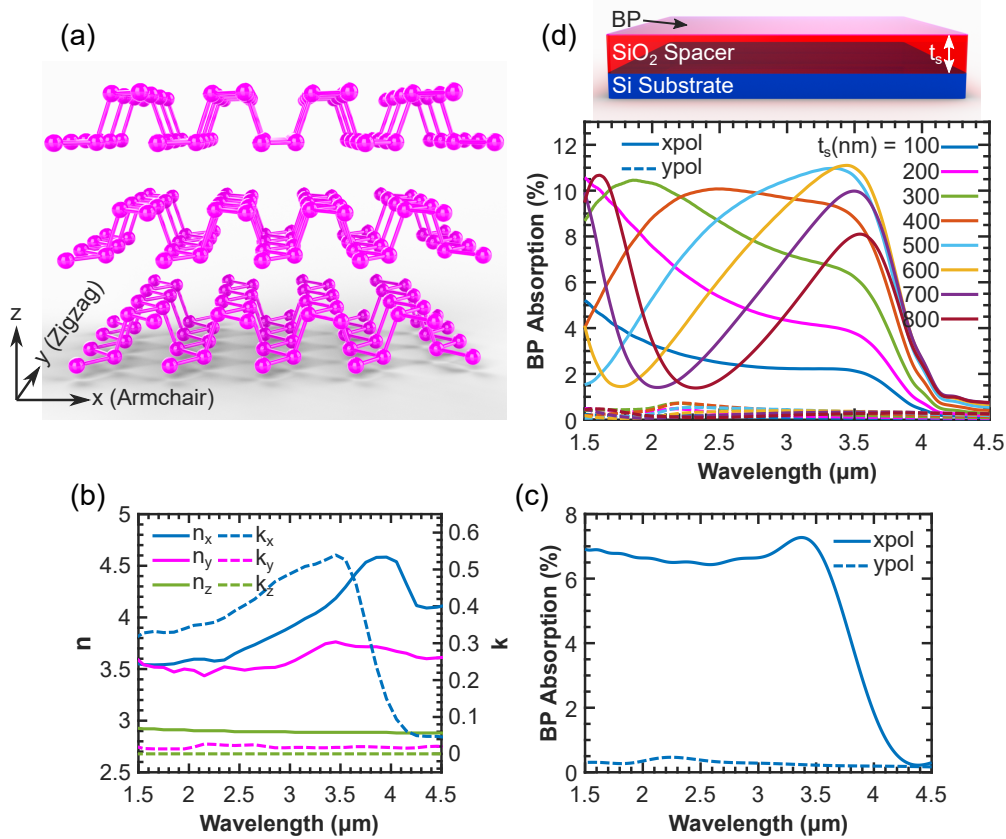 (a)
z
y (Zigzag)
x (Armchair)
(d)
BP
SiO2 Spacer
ts
Si Substrate
BP Absorption (%)
12
10
8
6
4
2
0
xpol
ypol
ts(nm) = 100
200
300
400
500
600
700
800
1.5 2 2.5 3 3.5 4 4.5
Wavelength (μm)
(b)
n
5
4.5
4
3.5
3
2.5
nx kx
ny ky
nz kz
0.6
0.5
0.4
0.3
0.2
0.1
0
k
1.5 2 2.5 3 3.5 4 4.5
Wavelength (μm)
(c)
BP Absorption (%)
8
6
4
2
0
xpol
ypol
1.5 2 2.5 3 3.5 4 4.5
Wavelength (μm)